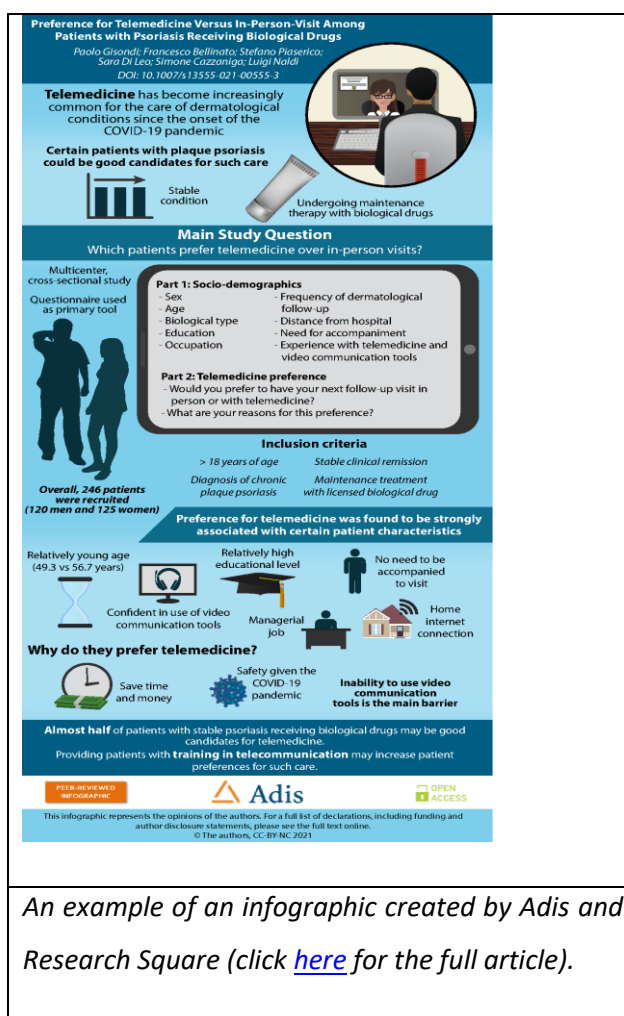 Preference for Telemedicine Versus In-Person-Visit Among
Patients with Psoriasis Receiving Biological Drugs
Paolo Gisondi; Francesco Bellinato; Stefano Piaserico;
Sara Di Leo; Simone Cazzaniga; Luigi Naldi
DOI: 10.1007/s13555-021-00555-3
Telemedicine has become increasingly
common for the care of dermatological
conditions since the onset of the
COVID-19 pandemic
Certain patients with plaque psoriasis
could be good candidates for such care
Stable
condition
Undergoing maintenance
therapy with biological drugs
Main Study Question
Which patients prefer telemedicine over in-person visits?
Multicenter,
cross-sectional study
Questionnaire used
as primary tool
Part 1: Socio-demographics
- Sex
- Age
- Biological type
- Education
- Occupation
- Frequency of dermatological
follow-up
- Distance from hospital
- Need for accompaniment
- Experience with telemedicine and
video communication tools
Part 2: Telemedicine preference
- Would you prefer to have your next follow-up visit in
person or with telemedicine?
- What are your reasons for this preference?
Overall, 246 patients
were recruited
(120 men and 125 women)
Inclusion criteria
> 18 years of age
Stable clinical remission
Diagnosis of chronic
plaque psoriasis
Maintenance treatment
with licensed biological drug
Preference for telemedicine was found to be strongly
associated with certain patient characteristics
Relatively young age
(49.3 vs 56.7 years)
Confident in use of video
communication tools
Relatively high
educational level
Managerial
job
No need to be
accompanied
to visit
Home
internet
connection
Why do they prefer telemedicine?
Save time
and money
Safety given the
COVID-19
pandemic
Inability to use video
communication
tools is the main barrier
Almost half of patients with stable psoriasis receiving biological drugs may be good
candidates for telemedicine.
Providing patients with training in telecommunication may increase patient
preferences for such care.
PEER-REVIEWED
INFOGRAPHIC
Adis
OPEN
ACCESS
This infographic represents the opinions of the authors. For a full list of declarations, including funding and
author disclosure statements, please see the full text online.
© The authors, CC-BY-NC 2021
An example of an infographic created by Adis and
Research Square (click here for the full article).